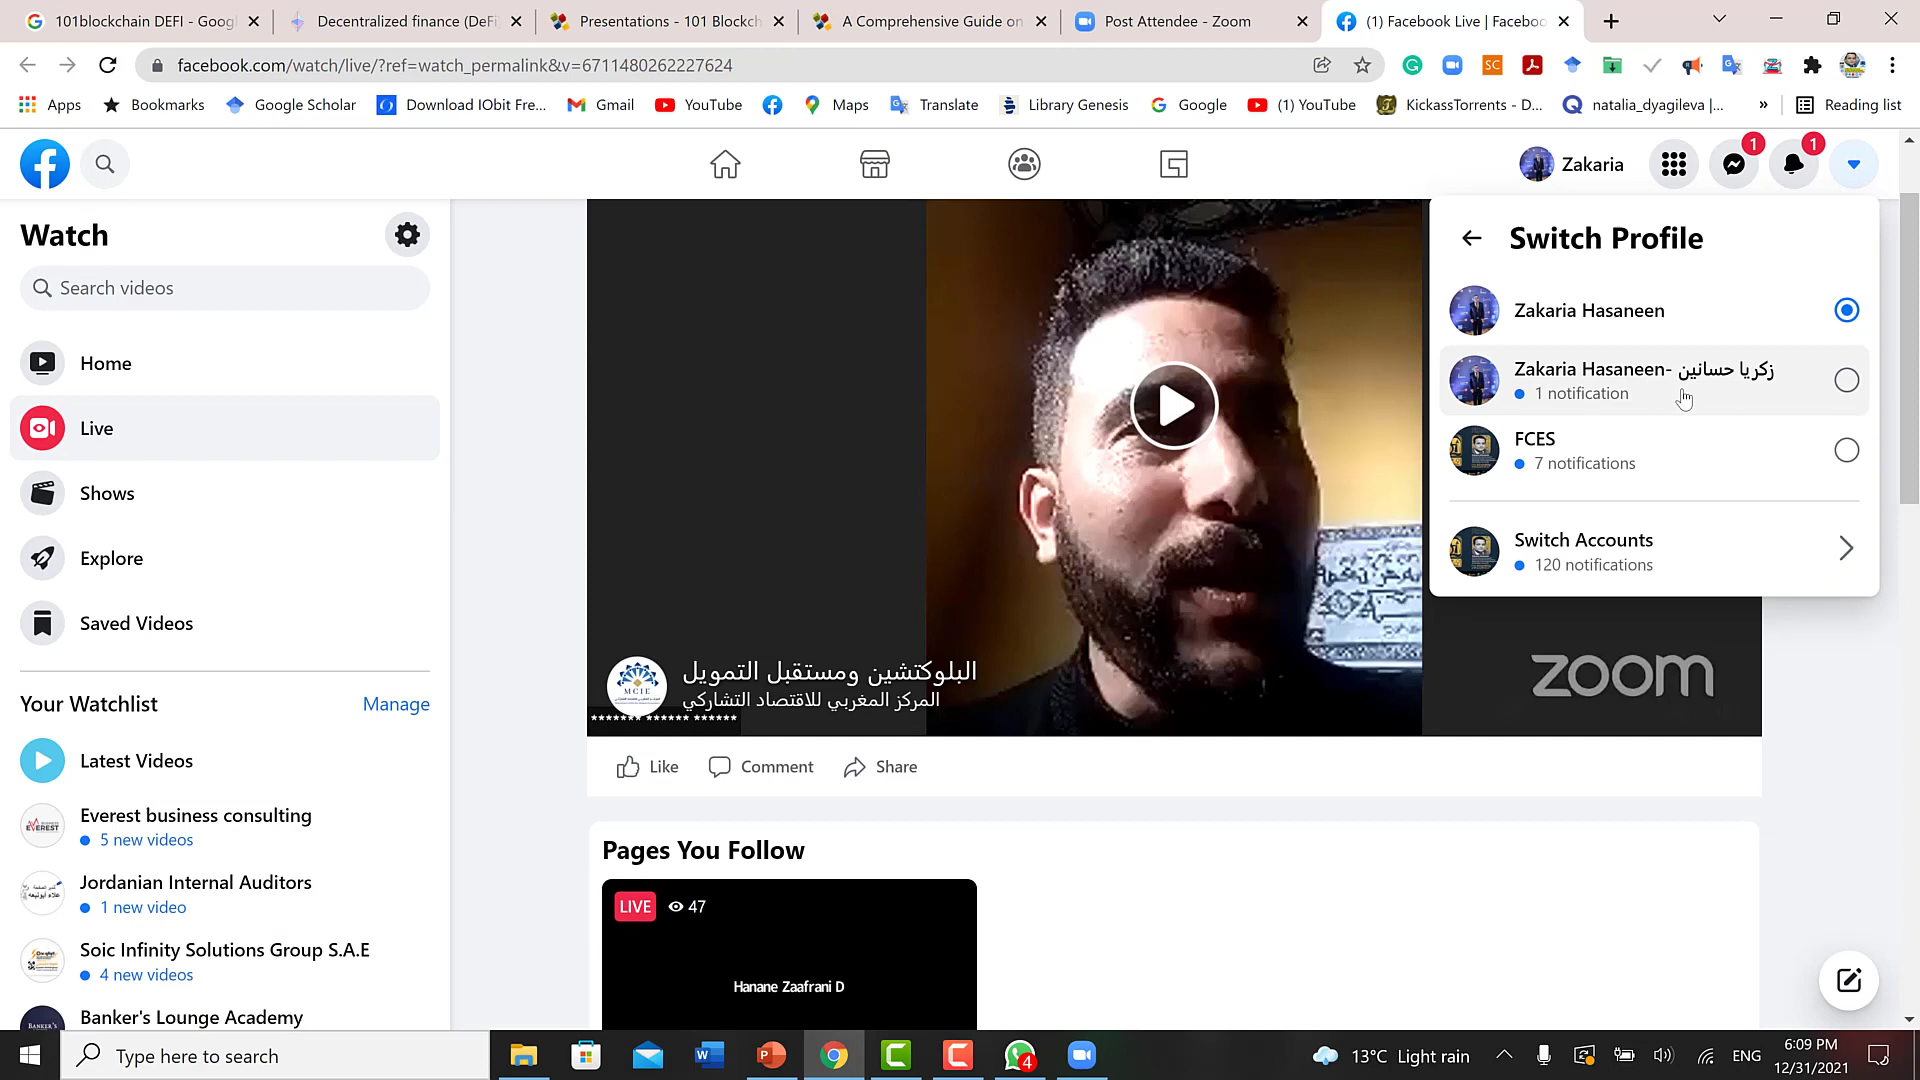 101blockchain DEFI - Googl
Decentralized finance (DeFi
Presentations - 101 Blockch
A Comprehensive Guide on
Post Attendee - Zoom
(1) Facebook Live | Faceboo
facebook.com/watch/live/?ref=watch_permalink&v=6711480262227624
Apps
Bookmarks
Google Scholar
Download IObit Fre...
Gmail
YouTube
Maps
Translate
Library Genesis
Google
(1) YouTube
KickassTorrents - D...
natalia_dyagileva |...
»
Reading list
Zakaria
1
1
Watch
Search videos
Home
Live
Shows
Explore
Saved Videos
Your Watchlist
Manage
Latest Videos
Everest business consulting
5 new videos
Jordanian Internal Auditors
1 new video
Soic Infinity Solutions Group S.A.E
4 new videos
Banker's Lounge Academy
البلوكتشين ومستقبل التمويل
المركز المغربي للاقتصاد التشاركي
MCIE
******* ****** ******
zoom
Like
Comment
Share
Pages You Follow
LIVE
47
Hanane Zaafrani D
Switch Profile
Zakaria Hasaneen
Zakaria Hasaneen- زكريا حسانين
1 notification
FCES
7 notifications
Switch Accounts
120 notifications
Type here to search
4
13°C Light rain
ENG
6:09 PM
12/31/2021